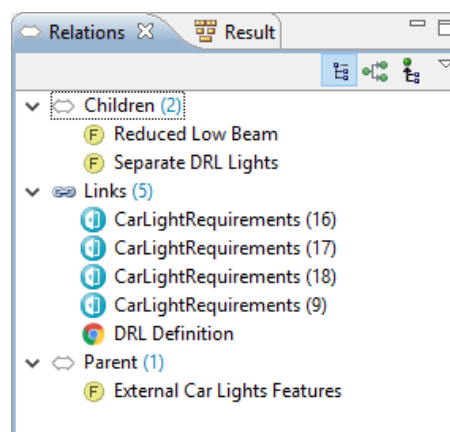 Relations Result
Children (2)
F Reduced Low Beam
F Separate DRL Lights
Links (5)
CarLightRequirements (16)
CarLightRequirements (17)
CarLightRequirements (18)
CarLightRequirements (9)
DRL Definition
Parent (1)
F External Car Lights Features